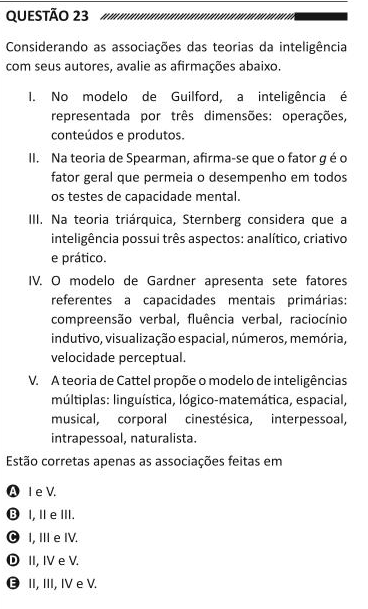 QUESTÃO 23
Considerando as associações das teorias da inteligência
com seus autores, avalie as afirmações abaixo.
I. No modelo de Guilford, a inteligência é
representada por três dimensões: operações,
conteúdos e produtos.
II. Na teoria de Spearman, afirma-se que o fator g é o
fator geral que permeia o desempenho em todos
os testes de capacidade mental.
III. Na teoria triárquica, Sternberg considera que a
inteligência possui três aspectos: analítico, criativo
e prático.
IV. O modelo de Gardner apresenta sete fatores
referentes a capacidades mentais primárias:
compreensão verbal, fluência verbal, raciocínio
indutivo, visualização espacial, números, memória,
velocidade perceptual.
V. A teoria de Cattel propõe o modelo de inteligências
múltiplas: linguística, lógico-matemática, espacial,
musical, corporal cinestésica, interpessoal,
intrapessoal, naturalista.
Estão corretas apenas as associações feitas em
A I e V.
B I, II e III.
C I, III e IV.
D II, IV e V.
E II, III, IV e V.